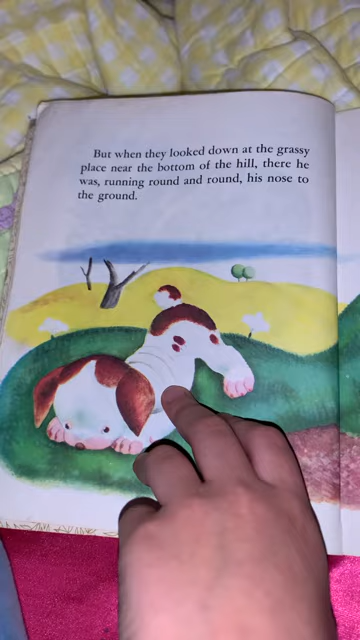 But when they looked down at the grassy
place near the bottom of the hill, there he
was, running round and round, his nose to
the ground.